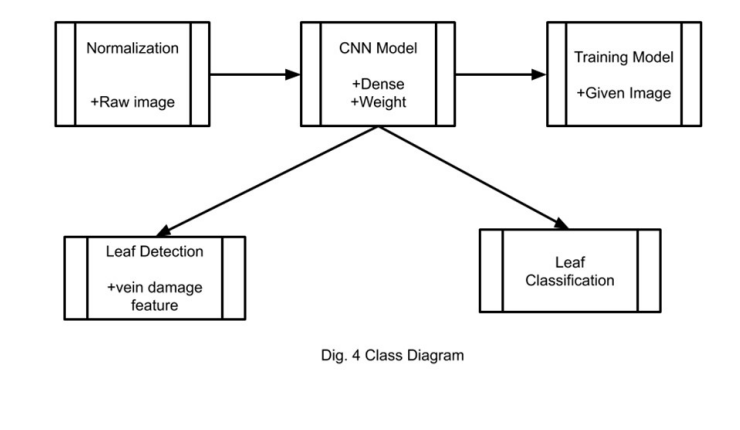 Normalization
+Raw image
CNN Model
+Dense
+Weight
Training Model
+Given Image
Leaf Detection
+vein damage
feature
Leaf
Classification
Dig. 4 Class Diagram